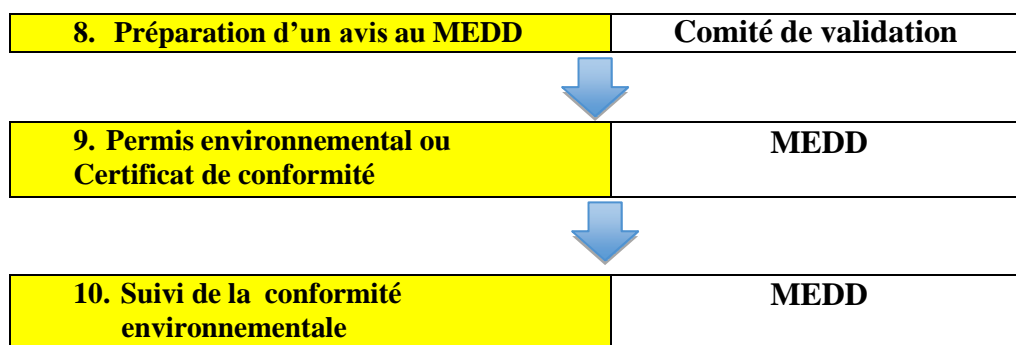 8. Préparation d’un avis au MEDD
Comité de validation
9. Permis environnemental ou
Certificat de conformité
MEDD
10. Suivi de la conformité
environnementale
MEDD